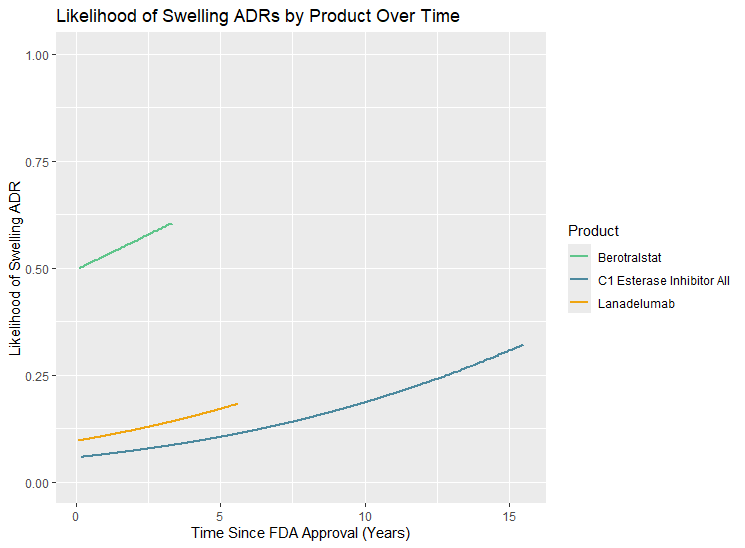 Likelihood of Swelling ADRs by Product Over Time
Likelihood of Swelling ADR
1.00
0.75
0.50
0.25
0.00
0
5
10
15
Time Since FDA Approval (Years)
Product
Berotralstat
C1 Esterase Inhibitor All
Lanadelumab